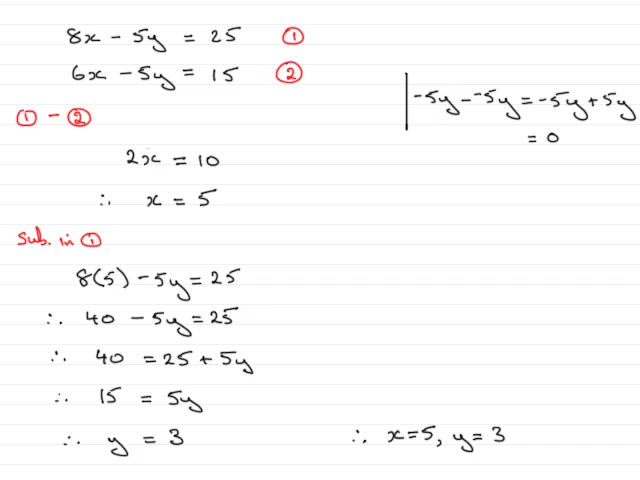 8x - 5y = 25 ①
6x - 5y = 15 ②
① - ②
-5y - -5y = -5y + 5y
= 0
2x = 10
∴ x = 5
Sub. in ①
8(5) - 5y = 25
∴ 40 - 5y = 25
∴ 40 = 25 + 5y
∴ 15 = 5y
∴ y = 3
∴ x = 5, y = 3